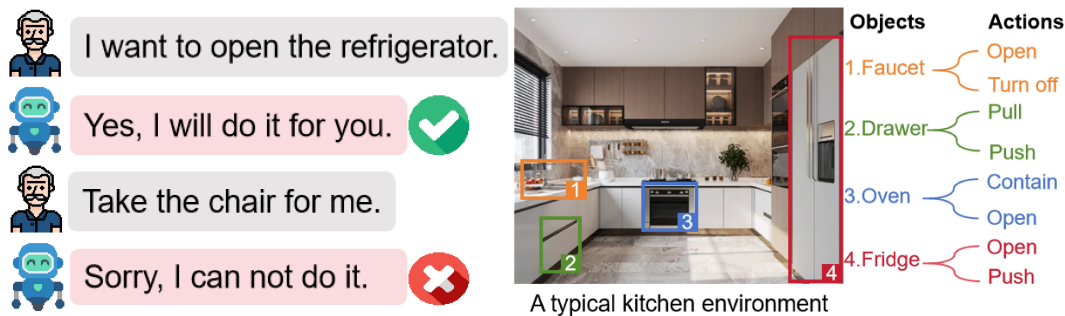 I want to open the refrigerator.
Yes, I will do it for you.
Take the chair for me.
Sorry, I can not do it.
1
2
3
4
A typical kitchen environment
Objects
Actions
1.Faucet
Open
Turn off
2.Drawer
Pull
Push
3.Oven
Contain
Open
4.Fridge
Open
Push